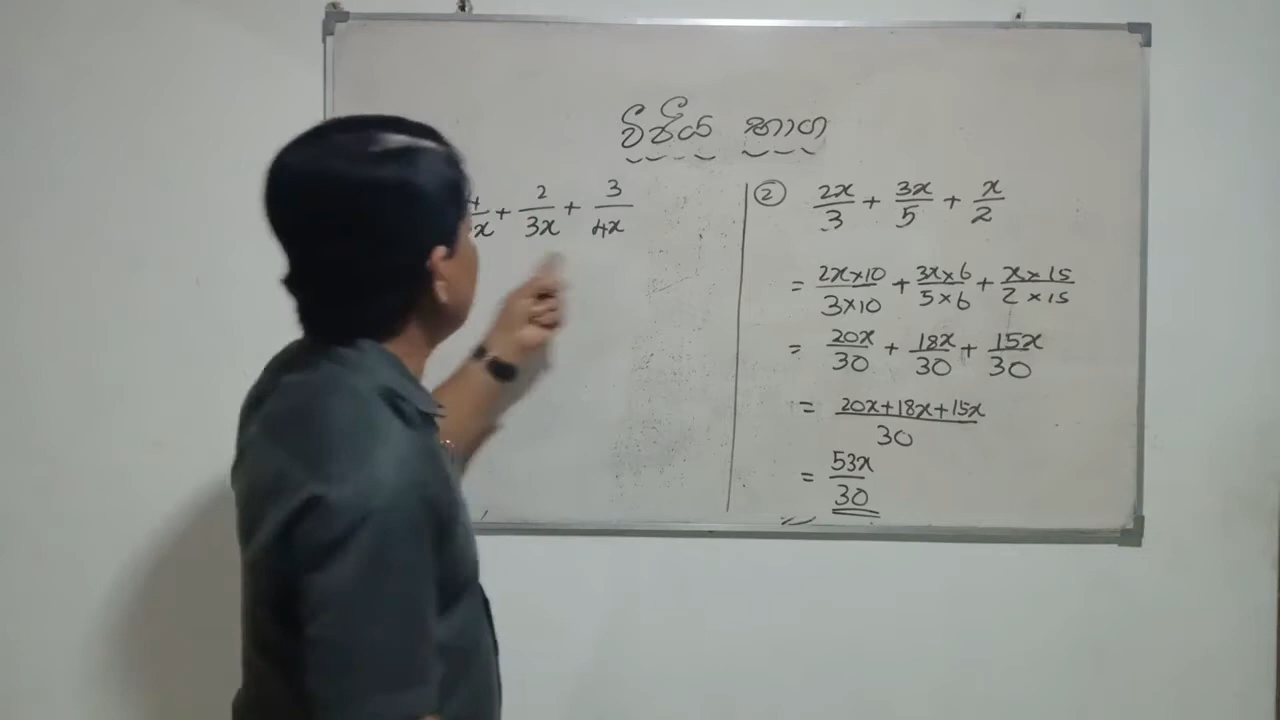 වීජීය භාග
/x + 2/3x + 3/4x
② 2x/3 + 3x/5 + x/2
= 2x×10/3×10 + 3x×6/5×6 + x×15/2×15
= 20x/30 + 18x/30 + 15x/30
= 20x+18x+15x/30
= 53x/30